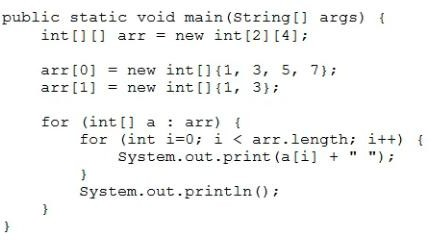 public static void main(String[] args) {
int[][] arr = new int[2][4];
arr[0] = new int[]{1, 3, 5, 7};
arr[1] = new int[]{1, 3};
for (int[] a : arr) {
for (int i=0; i < arr.length; i++) {
System.out.print(a[i] + " ");
}
System.out.println();
}
}